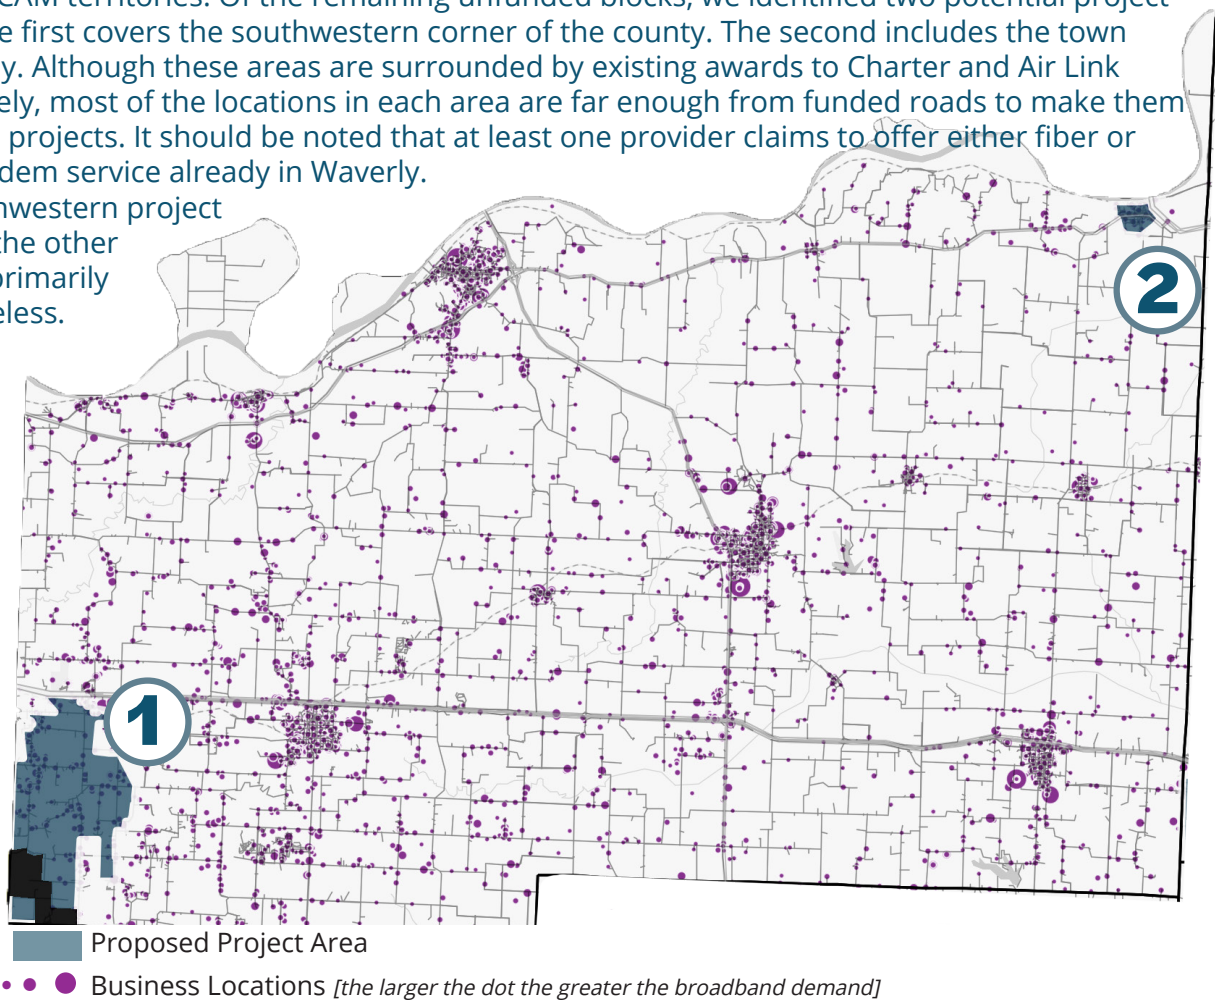 CAM territories. Of the remaining unfunded blocks, we identified two potential project
e first covers the southwestern corner of the county. The second includes the town
y. Although these areas are surrounded by existing awards to Charter and Air Link
ely, most of the locations in each area are far enough from funded roads to make them
projects. It should be noted that at least one provider claims to offer either fiber or
dem service already in Waverly.
hwestern project
the other
primarily
eless.
2
1
Proposed Project Area
Business Locations [the larger the dot the greater the broadband demand]